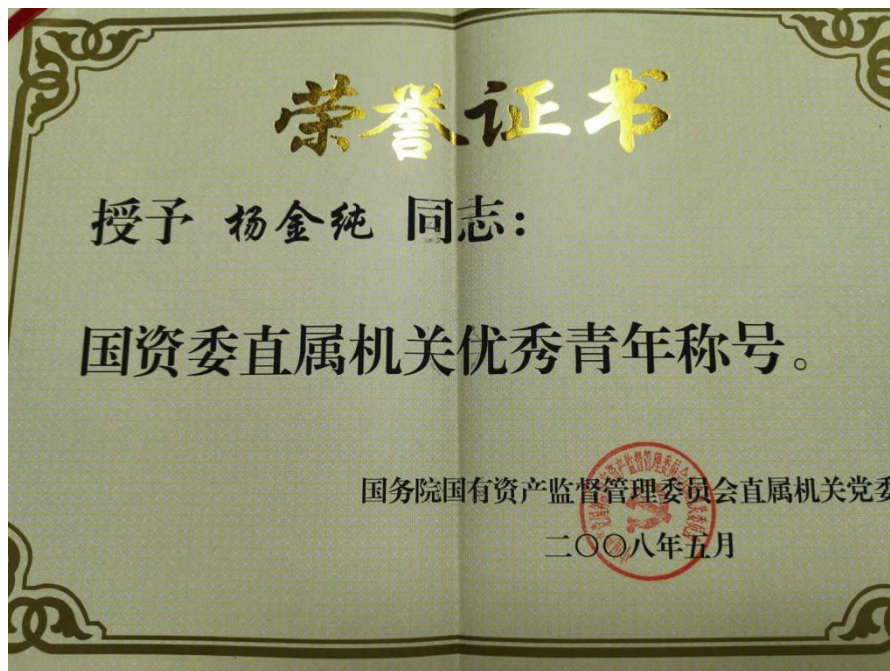 荣誉证书
授予 杨金纯 同志：
国资委直属机关优秀青年称号。
国务院国有资产监督管理委员会直属机关党委
二〇〇八年五月